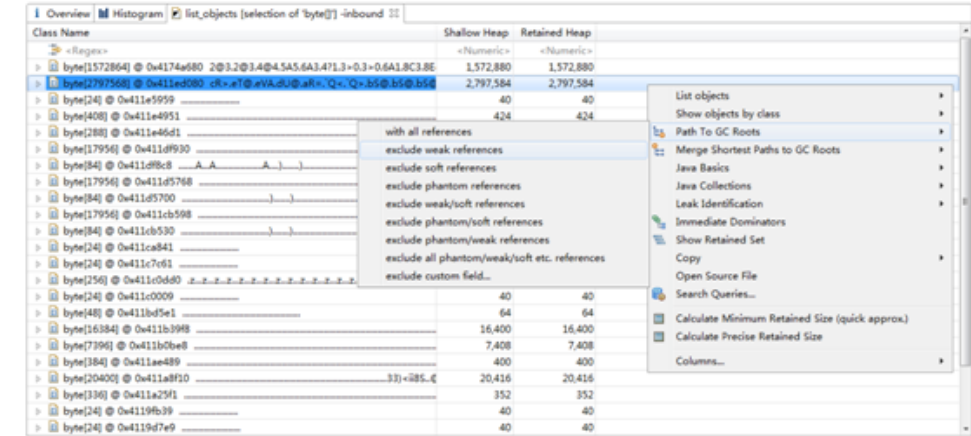 i Overview Histogram list_objects [selection of 'byte[]'] -inbound
Class Name Shallow Heap Retained Heap
<Regex> <Numeric> <Numeric>
byte[1572864] @ 0x4174a680 1,572,880 1,572,880
byte[2797568] @ 0x411ed080 2,797,584 2,797,584
byte[24] @ 0x411e5959 40 40
byte[408] @ 0x411e4951 424 424
byte[288] @ 0x411e46d1
byte[17956] @ 0x411df930
byte[84] @ 0x411df8c8
byte[17956] @ 0x411d5768
byte[84] @ 0x411d5700
byte[17956] @ 0x411cb598
byte[84] @ 0x411cb530
byte[24] @ 0x411ca841
byte[24] @ 0x411c7c61
byte[256] @ 0x411c0dd0
byte[24] @ 0x411c0009 40 40
byte[48] @ 0x411bd5e1 64 64
byte[16384] @ 0x411b39f8 16,400 16,400
byte[7396] @ 0x411b0be8 7,408 7,408
byte[384] @ 0x411ae489 400 400
byte[20400] @ 0x411a8f10 20,416 20,416
byte[336] @ 0x411a25f1 352 352
byte[24] @ 0x4119fb39 40 40
byte[24] @ 0x4119d7e9 40 40
with all references
exclude weak references
exclude soft references
exclude phantom references
exclude weak/soft references
exclude phantom/soft references
exclude phantom/weak references
exclude all phantom/weak/soft etc. references
exclude custom field...
List objects
Show objects by class
Path To GC Roots
Merge Shortest Paths to GC Roots
Java Basics
Java Collections
Leak Identification
Immediate Dominators
Show Retained Set
Copy
Open Source File
Search Queries...
Calculate Minimum Retained Size (quick approx.)
Calculate Precise Retained Size
Columns...